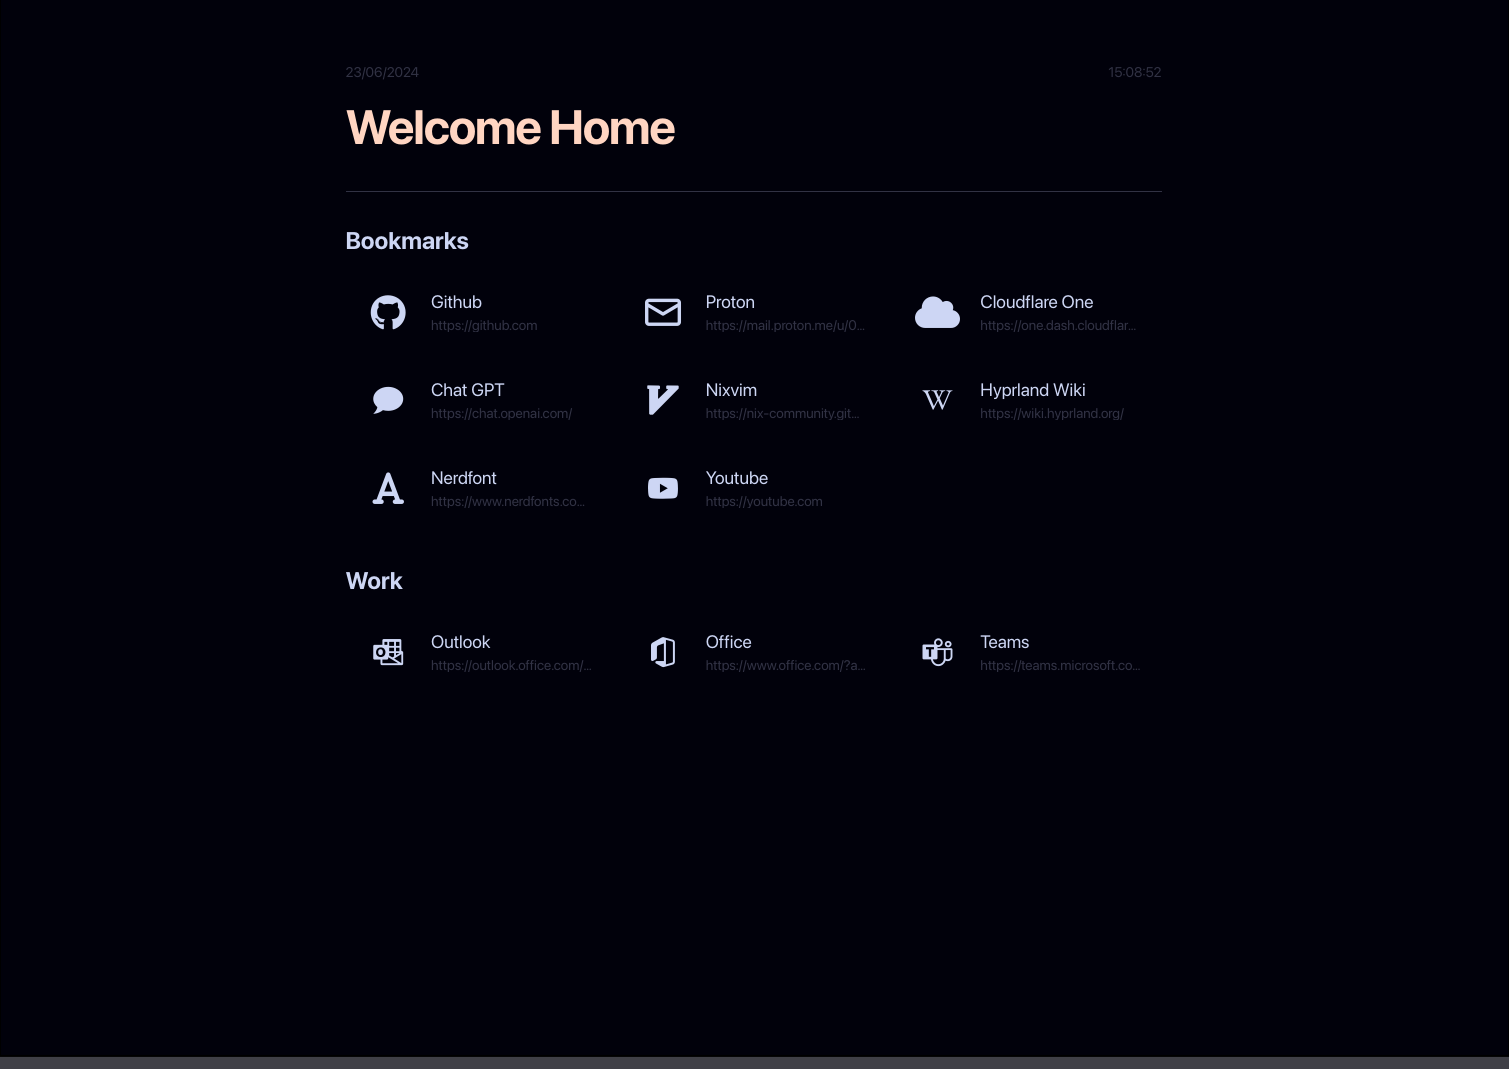 23/06/2024 15:08:52
Welcome Home
Bookmarks
Github Proton Cloudflare One
https://github.com https://mail.proton.me/u/0... https://one.dash.cloudflar...
Chat GPT Nixvim Hyprland Wiki
https://chat.openai.com/ https://nix-community.git... https://wiki.hyprland.org/
Nerdfont Youtube
https://www.nerdfonts.co... https://youtube.com
Work
Outlook Office Teams
https://outlook.office.com/... https://www.office.com/?a... https://teams.microsoft.co...